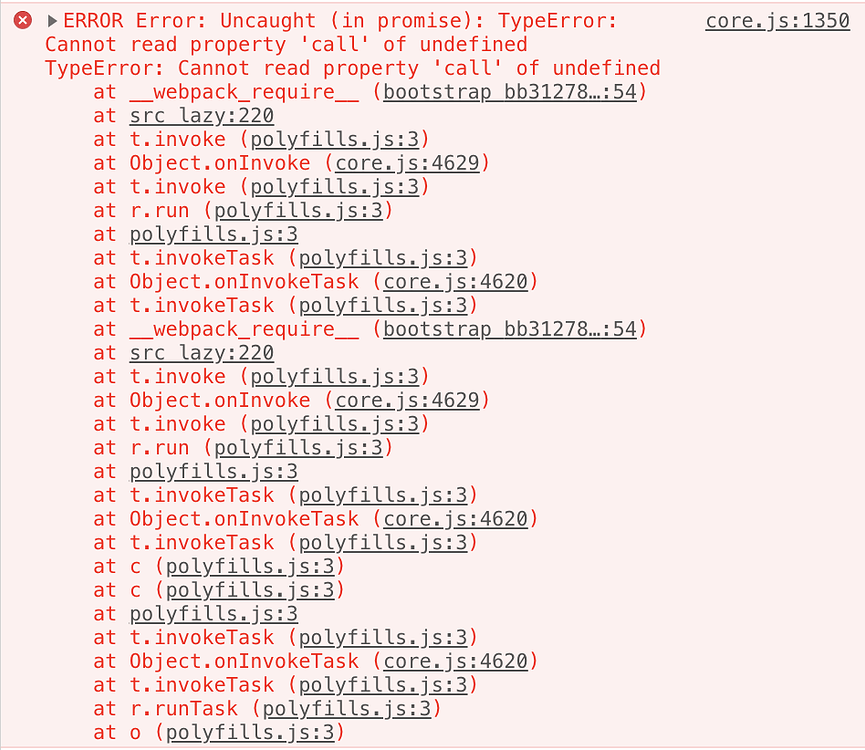 ▶ERROR Error: Uncaught (in promise): TypeError: core.js:1350
Cannot read property 'call' of undefined
TypeError: Cannot read property 'call' of undefined
at __webpack_require__ (bootstrap bb31278…:54)
at src lazy:220
at t.invoke (polyfills.js:3)
at Object.onInvoke (core.js:4629)
at t.invoke (polyfills.js:3)
at r.run (polyfills.js:3)
at polyfills.js:3
at t.invokeTask (polyfills.js:3)
at Object.onInvokeTask (core.js:4620)
at t.invokeTask (polyfills.js:3)
at __webpack_require__ (bootstrap bb31278…:54)
at src lazy:220
at t.invoke (polyfills.js:3)
at Object.onInvoke (core.js:4629)
at t.invoke (polyfills.js:3)
at r.run (polyfills.js:3)
at polyfills.js:3
at t.invokeTask (polyfills.js:3)
at Object.onInvokeTask (core.js:4620)
at t.invokeTask (polyfills.js:3)
at c (polyfills.js:3)
at c (polyfills.js:3)
at polyfills.js:3
at t.invokeTask (polyfills.js:3)
at Object.onInvokeTask (core.js:4620)
at t.invokeTask (polyfills.js:3)
at r.runTask (polyfills.js:3)
at o (polyfills.js:3)